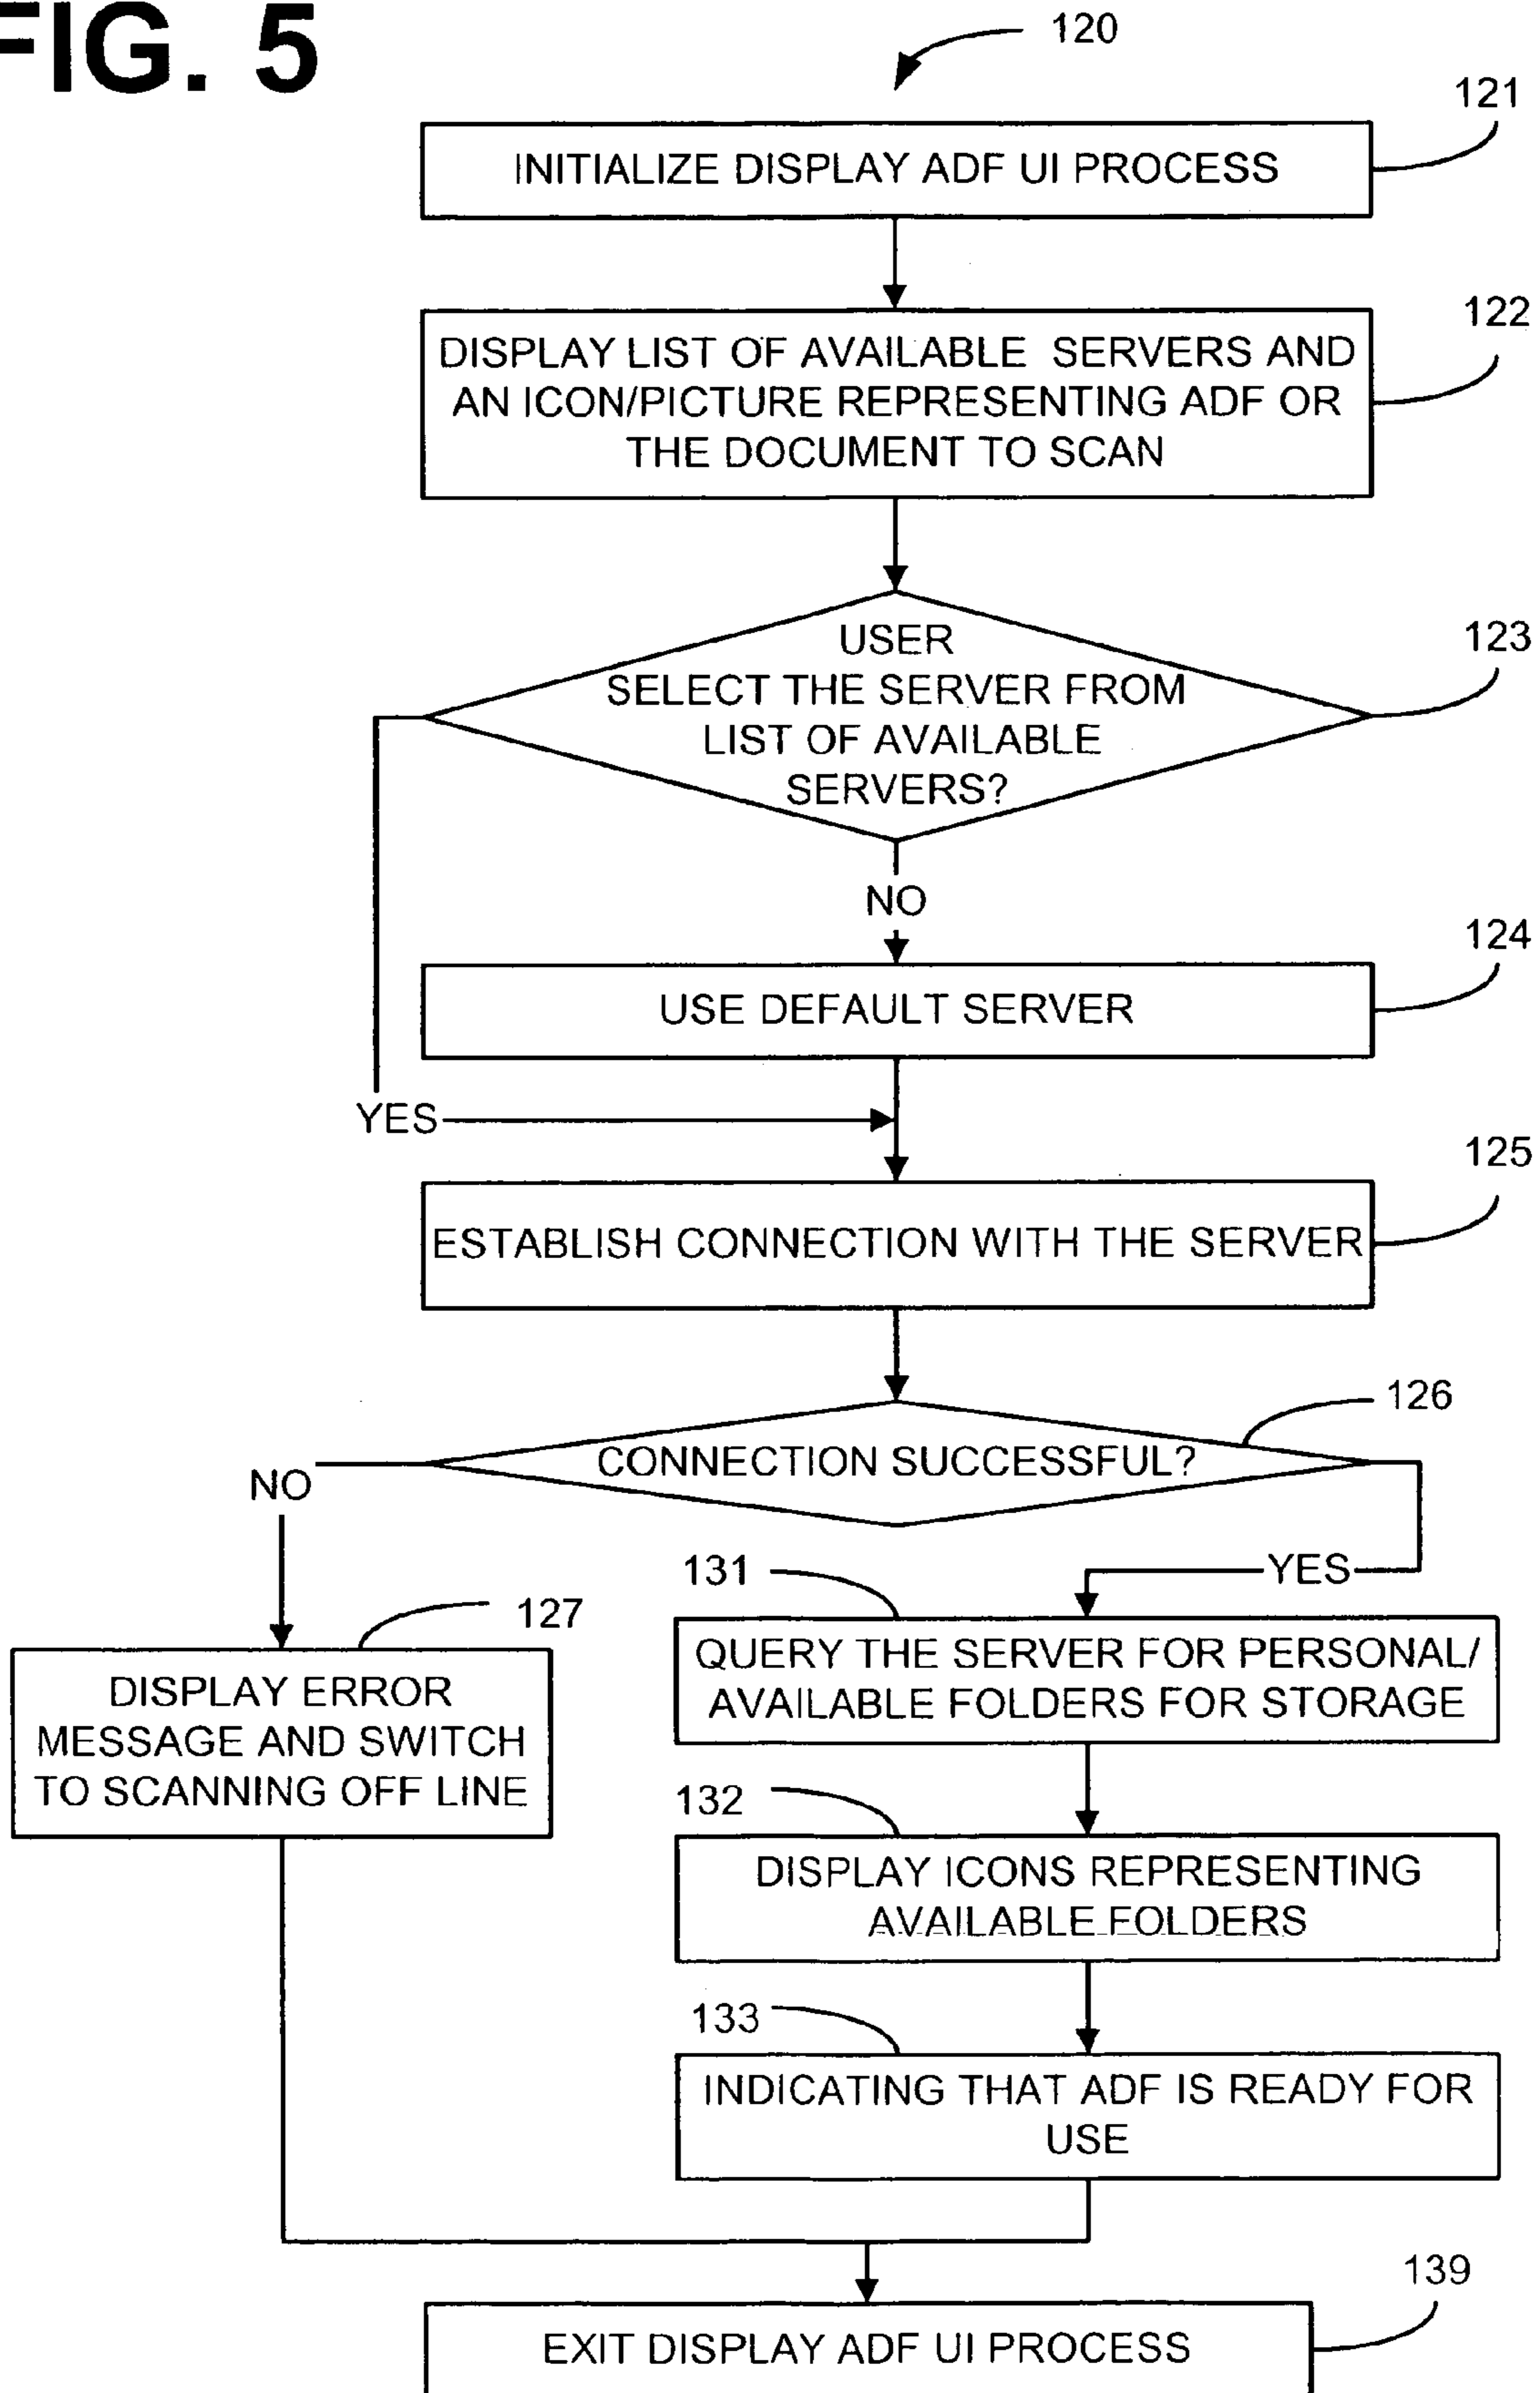 FIG. 5
120
121
INITIALIZE DISPLAY ADF UI PROCESS
122
DISPLAY LIST OF AVAILABLE SERVERS AND
AN ICON/PICTURE REPRESENTING ADF OR
THE DOCUMENT TO SCAN
123
USER
SELECT THE SERVER FROM
LIST OF AVAILABLE
SERVERS?
NO
124
USE DEFAULT SERVER
YES
125
ESTABLISH CONNECTION WITH THE SERVER
126
CONNECTION SUCCESSFUL?
NO
YES
131
127
QUERY THE SERVER FOR PERSONAL/
AVAILABLE FOLDERS FOR STORAGE
DISPLAY ERROR
MESSAGE AND SWITCH
TO SCANNING OFF LINE
132
DISPLAY ICONS REPRESENTING
AVAILABLE FOLDERS
133
INDICATING THAT ADF IS READY FOR
USE
139
EXIT DISPLAY ADF UI PROCESS